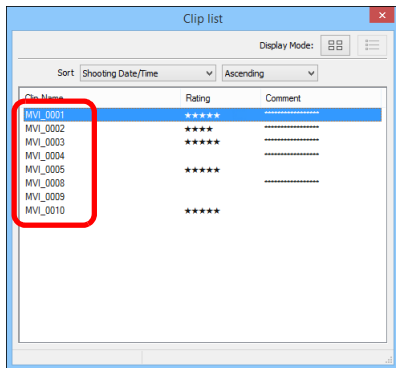 Clip list
Display Mode:
Sort Shooting Date/Time Ascending
Clip Name Rating Comment
MVI_0001 ★★★★★ *****************
MVI_0002 ★★★★ *****************
MVI_0003 ★★★★★ *****************
MVI_0004 *****************
MVI_0005 ★★★★★
MVI_0008 *****************
MVI_0009
MVI_0010 ★★★★★